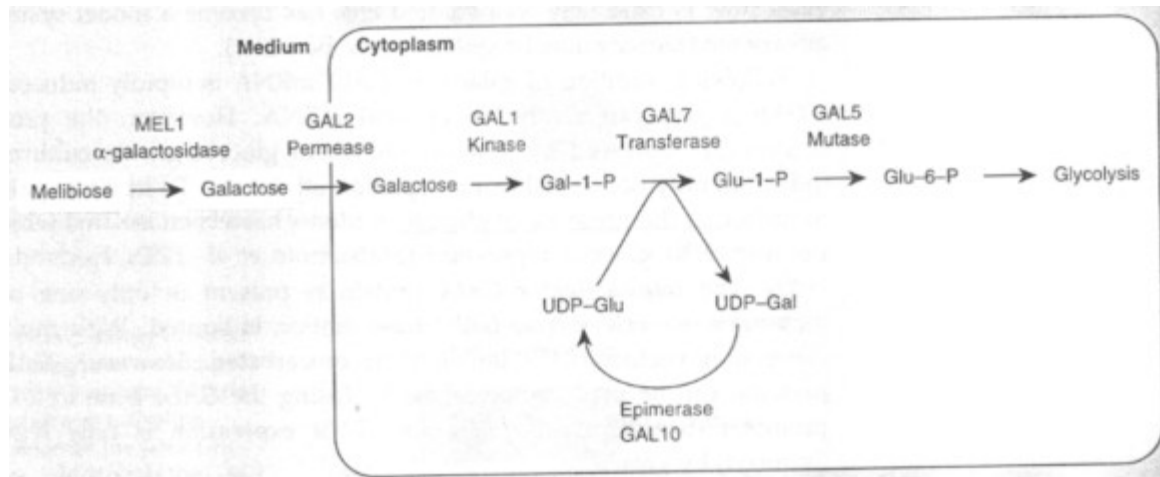 Medium
Cytoplasm
MEL1
α-galactosidase
GAL2
Permease
GAL1
Kinase
GAL7
Transferase
GAL5
Mutase
Melibiose
Galactose
Galactose
Gal–1–P
Glu–1–P
Glu–6–P
Glycolysis
UDP–Glu
UDP–Gal
Epimerase
GAL10